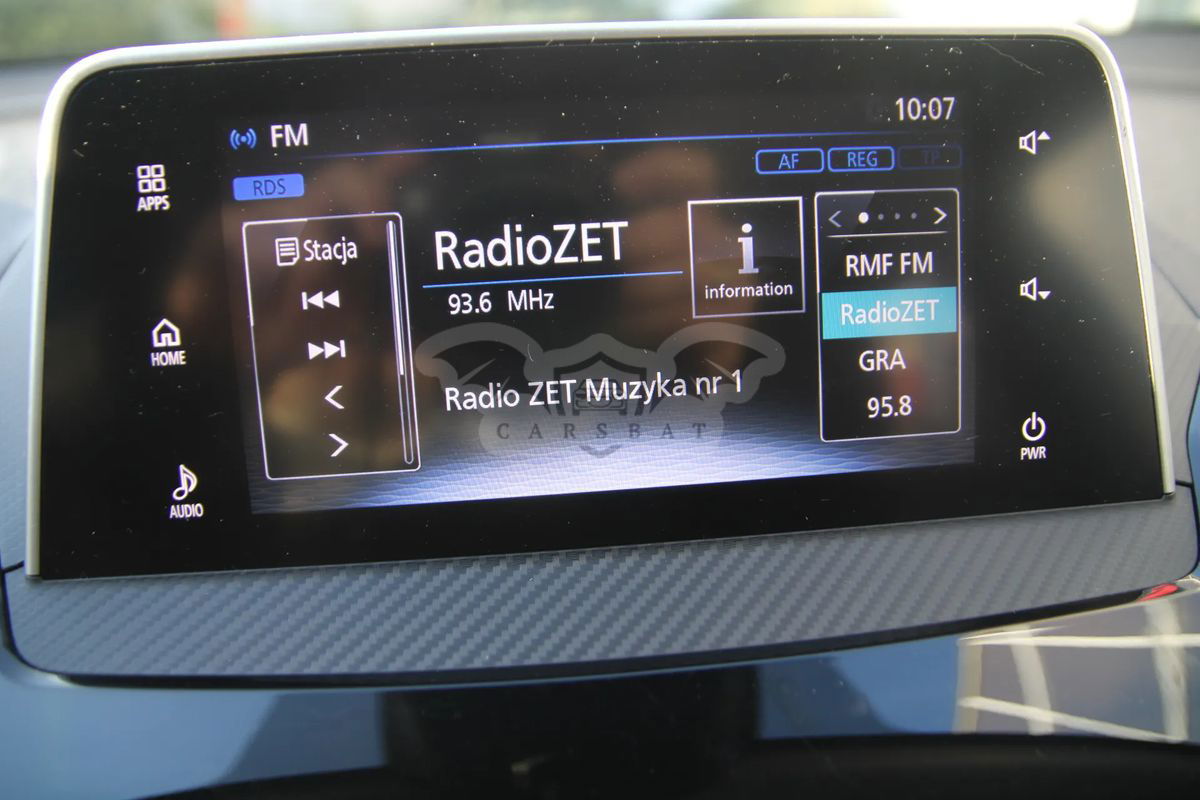 FM
10:07
AF
REG
TP
RDS
APPS
HOME
AUDIO
Stacja
RadioZET
93.6 MHz
Radio ZET Muzyka nr 1
i
information
RMF FM
RadioZET
GRA
95.8
PWR
CARSBAT